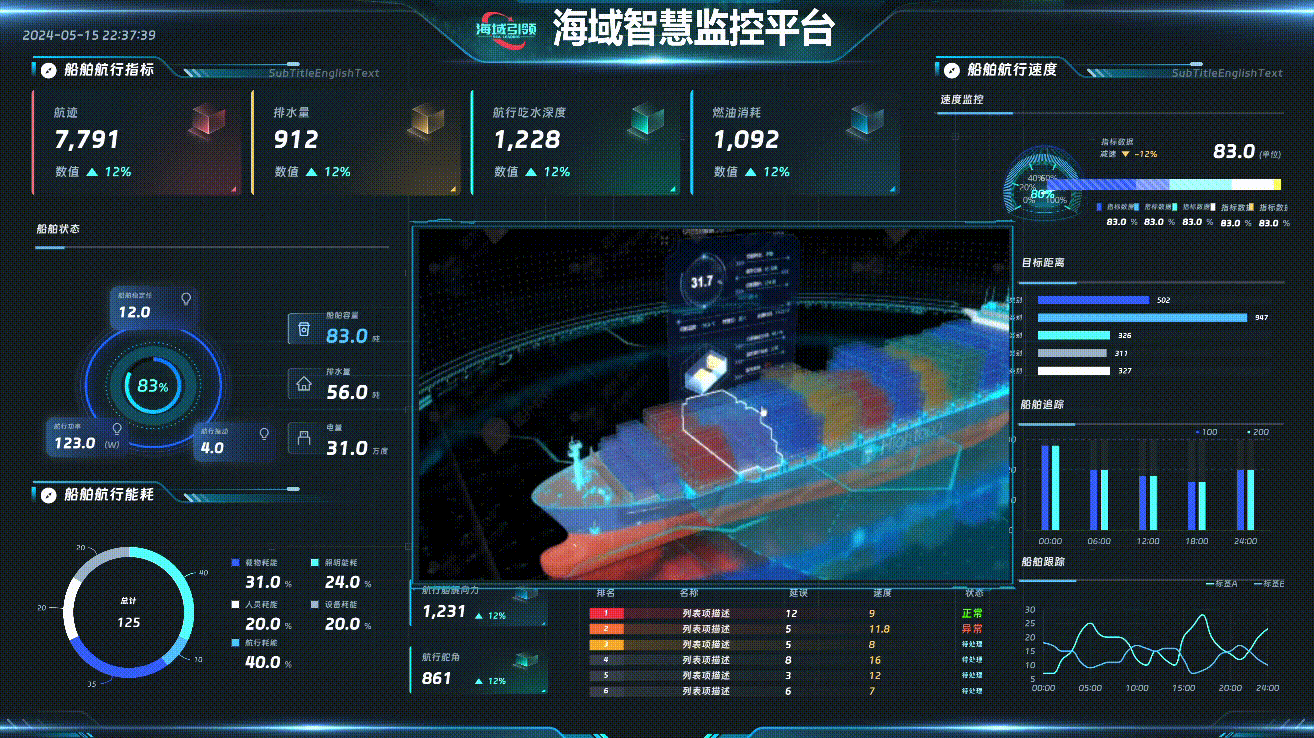 海域引领
海域智慧监控平台
2024-05-15 22:37:39
船舶航行指标
SubTitleEnglishText
航迹
7,791
数值 ▲ 12%
排水量
912
数值 ▲ 12%
航行吃水深度
1,228
数值 ▲ 12%
燃油消耗
1,092
数值 ▲ 12%
船舶状态
船舶稳定性
12.0
83%
航行功率
123.0 (W)
4.0
船舶容量
83.0 吨
排水量
56.0 吨
电量
31.0 万度
船舶航行能耗
总计
125
20
40
20
10
35
载物耗能
31.0 %
照明能耗
24.0 %
人员耗能
20.0 %
设备耗能
20.0 %
航行耗能
40.0 %
31.7
1,231 ▲ 12%
航行舵角
861 ▲ 12%
排名 名称 延误 速度 状态
1 列表项描述 12 9 正常
2 列表项描述 5 11.8 异常
3 列表项描述 5 8 待处理
4 列表项描述 8 16 待处理
5 列表项描述 3 12 待处理
6 列表项描述 6 7 待处理
船舶航行速度
SubTitleEnglishText
速度监控
指标数据
减速 ▼ -12%
83.0 (单位)
0% 20% 40% 60% 80% 100%
指标数据 指标数据 指标数据 指标数据 指标数据
83.0 % 83.0 % 83.0 % 83.0 % 83.0 %
目标距离
502
947
326
311
327
船舶追踪
100 200
00:00 06:00 12:00 18:00 24:00
船舶跟踪
标签A 标签B
30
25
20
15
10
5
00:00 05:00 10:00 15:00 20:00 24:00